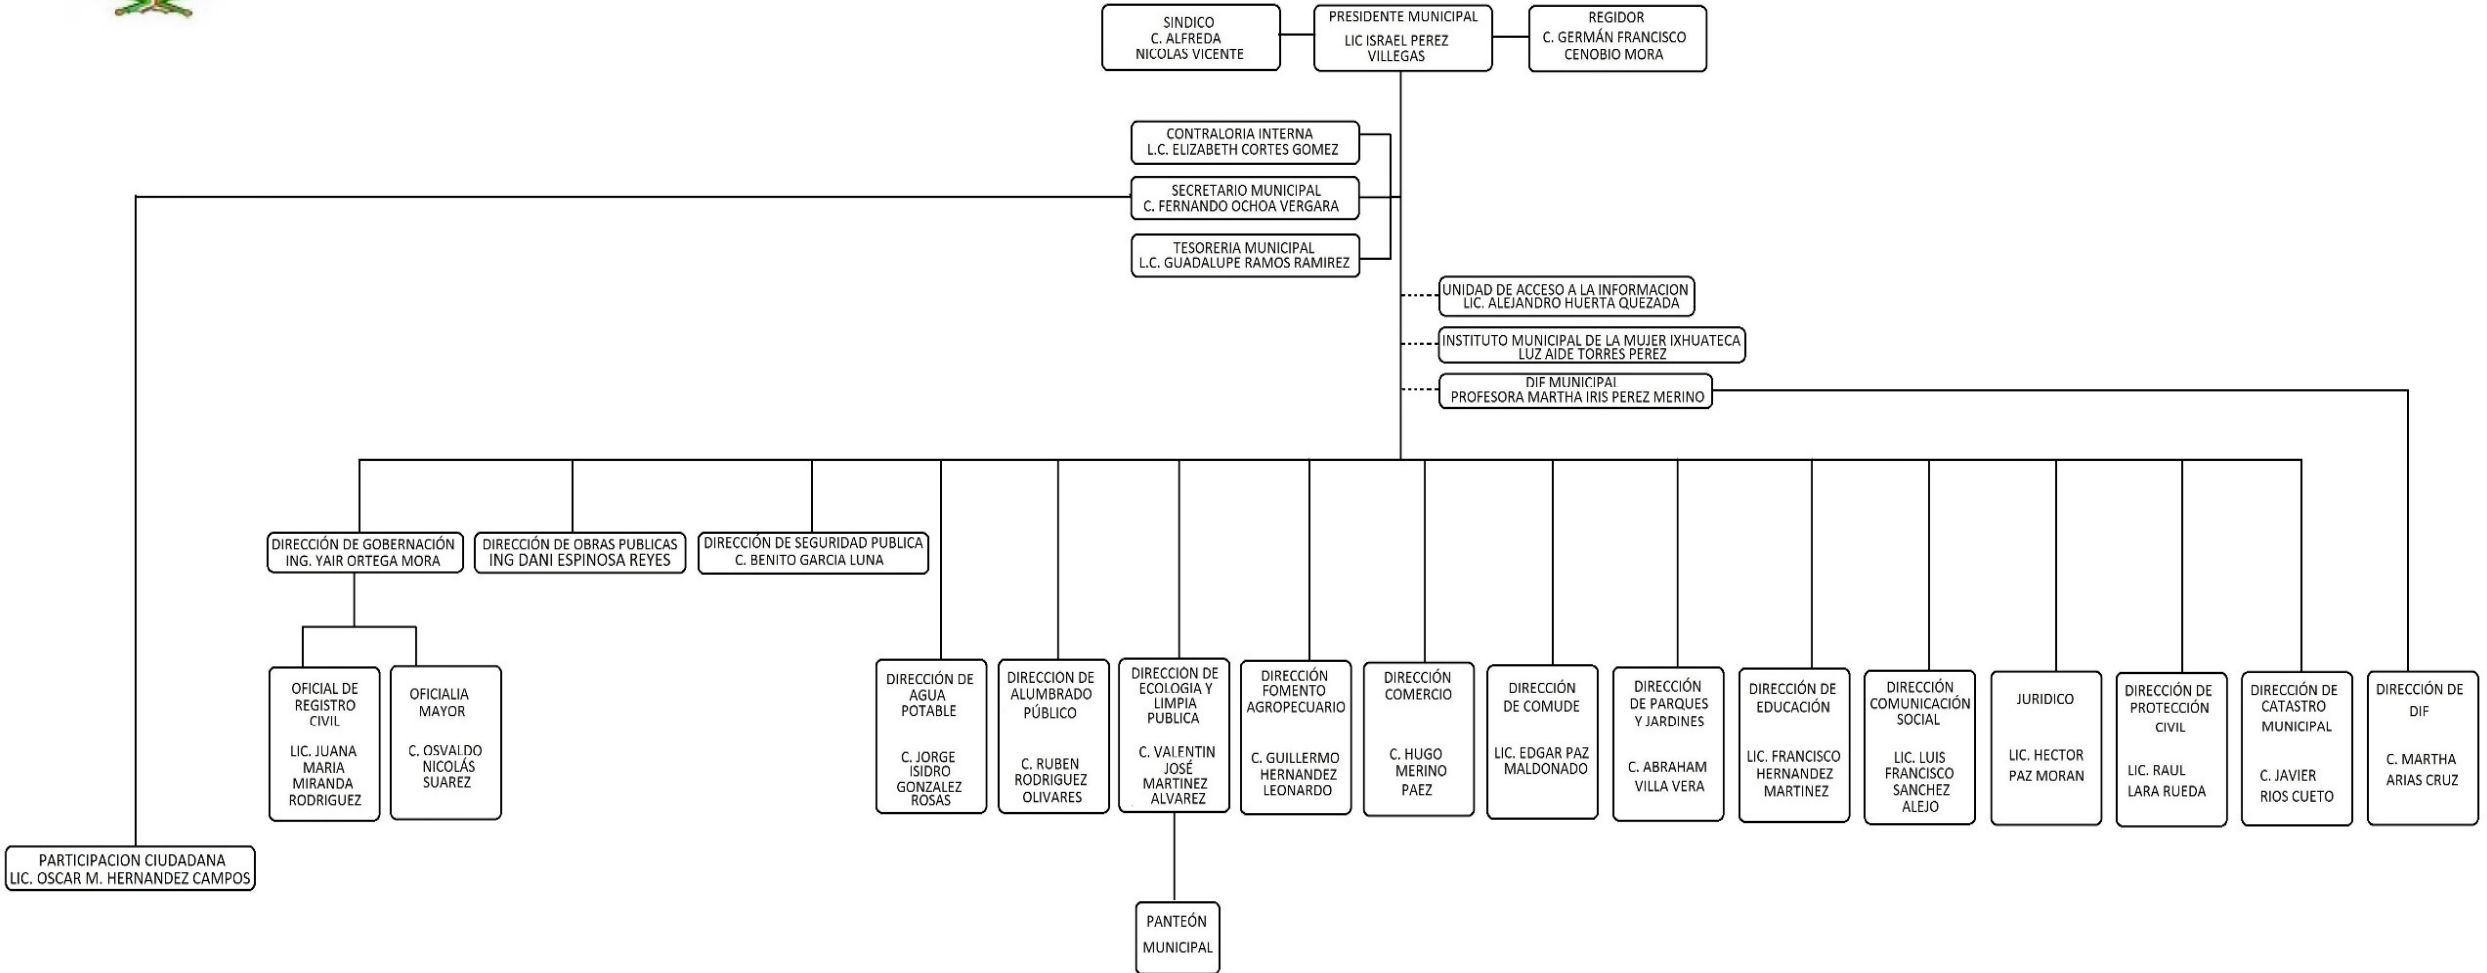 SINDICO
C. ALFREDA
NICOLAS VICENTE
PRESIDENTE MUNICIPAL
LIC ISRAEL PEREZ
VILLEGAS
REGIDOR
C. GERMÁN FRANCISCO
CENOBIO MORA
CONTRALORIA INTERNA
L.C. ELIZABETH CORTES GOMEZ
SECRETARIO MUNICIPAL
C. FERNANDO OCHOA VERGARA
TESORERIA MUNICIPAL
L.C. GUADALUPE RAMOS RAMIREZ
UNIDAD DE ACCESO A LA INFORMACION
LIC. ALEJANDRO HUERTA QUEZADA
INSTITUTO MUNICIPAL DE LA MUJER IXHUATECA
LUZ AIDE TORRES PEREZ
DIF MUNICIPAL
PROFESORA MARTHA IRIS PEREZ MERINO
DIRECCIÓN DE GOBERNACIÓN
ING. YAIR ORTEGA MORA
DIRECCIÓN DE OBRAS PUBLICAS
ING DANI ESPINOSA REYES
DIRECCIÓN DE SEGURIDAD PUBLICA
C. BENITO GARCIA LUNA
OFICIAL DE
REGISTRO
CIVIL
LIC. JUANA
MARIA
MIRANDA
RODRIGUEZ
OFICIALIA
MAYOR
C. OSVALDO
NICOLÁS
SUAREZ
DIRECCIÓN DE
AGUA
POTABLE
C. JORGE
ISIDRO
GONZALEZ
ROSAS
DIRECCION DE
ALUMBRADO
PÚBLICO
C. RUBEN
RODRIGUEZ
OLIVARES
DIRECCIÓN DE
ECOLOGIA Y
LIMPIA
PUBLICA
C. VALENTIN
JOSÉ
MARTINEZ
ALVAREZ
DIRECCIÓN
FOMENTO
AGROPECUARIO
C. GUILLERMO
HERNANDEZ
LEONARDO
DIRECCIÓN
COMERCIO
C. HUGO
MERINO
PAEZ
DIRECCIÓN
DE COMUDE
LIC. EDGAR PAZ
MALDONADO
DIRECCIÓN
DE PARQUES
Y JARDINES
C. ABRAHAM
VILLA VERA
DIRECCIÓN DE
EDUCACIÓN
LIC. FRANCISCO
HERNANDEZ
MARTINEZ
DIRECCIÓN
COMUNICACIÓN
SOCIAL
LIC. LUIS
FRANCISCO
SANCHEZ
ALEJO
JURIDICO
LIC. HECTOR
PAZ MORAN
DIRECCIÓN DE
PROTECCIÓN
CIVIL
LIC. RAUL
LARA RUEDA
DIRECCIÓN DE
CATASTRO
MUNICIPAL
C. JAVIER
RIOS CUETO
DIRECCIÓN DE
DIF
C. MARTHA
ARIAS CRUZ
PARTICIPACION CIUDADANA
LIC. OSCAR M. HERNANDEZ CAMPOS
PANTEÓN
MUNICIPAL